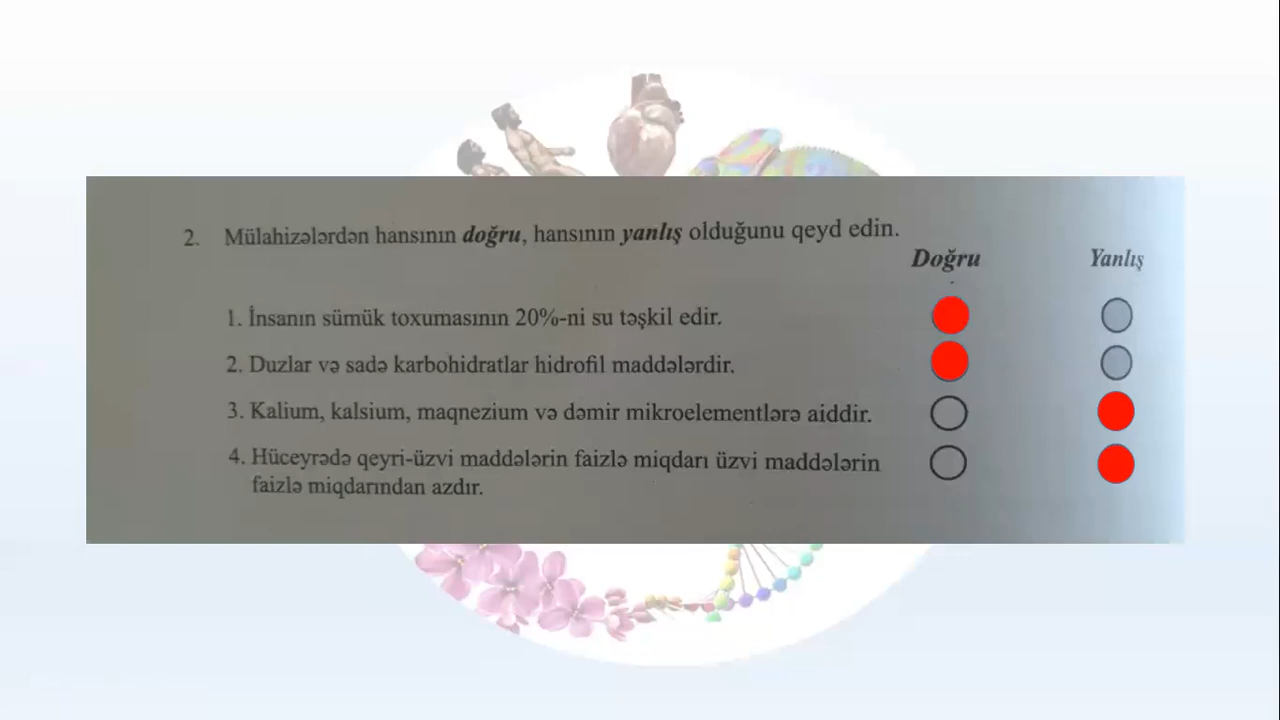 2. Mülahizələrdən hansının doğru, hansının yanlış olduğunu qeyd edin.
Doğru Yanlış
1. İnsanın sümük toxumasının 20%-ni su təşkil edir.
2. Duzlar və sadə karbohidratlar hidrofil maddələrdir.
3. Kalium, kalsium, maqnezium və dəmir mikroelementlərə aiddir.
4. Hüceyrədə qeyri-üzvi maddələrin faizlə miqdarı üzvi maddələrin
faizlə miqdarından azdır.